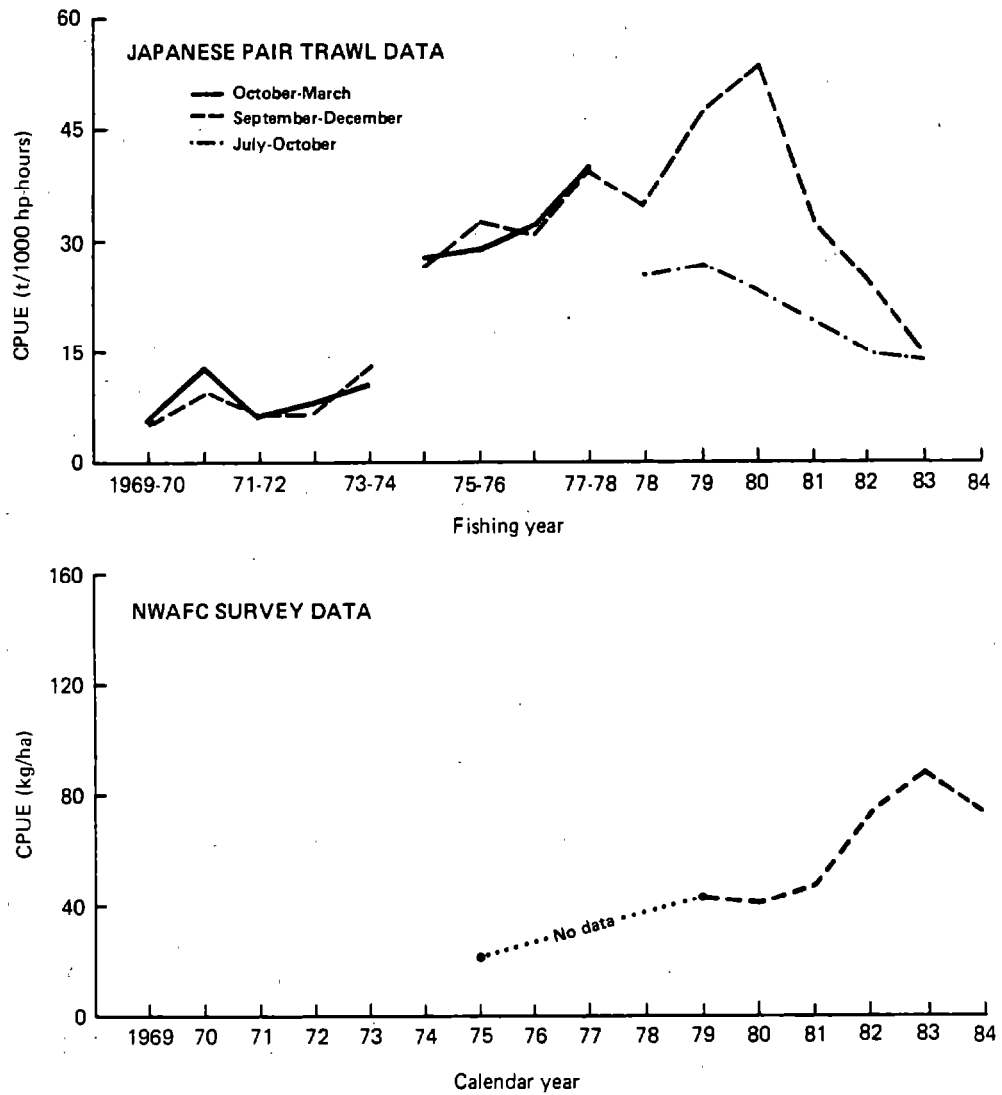 JAPANESE PAIR TRAWL DATA
October-March
September-December
July-October
CPUE (t/1000 hp-hours)
60
45
30
15
0
1969-70 71-72 73-74 75-76 77-78 78 79 80 81 82 83 84
Fishing year
NWAFC SURVEY DATA
CPUE (kg/ha)
160
120
80
40
0
No data
1969 70 71 72 73 74 75 76 77 78 79 80 81 82 83 84
Calendar year